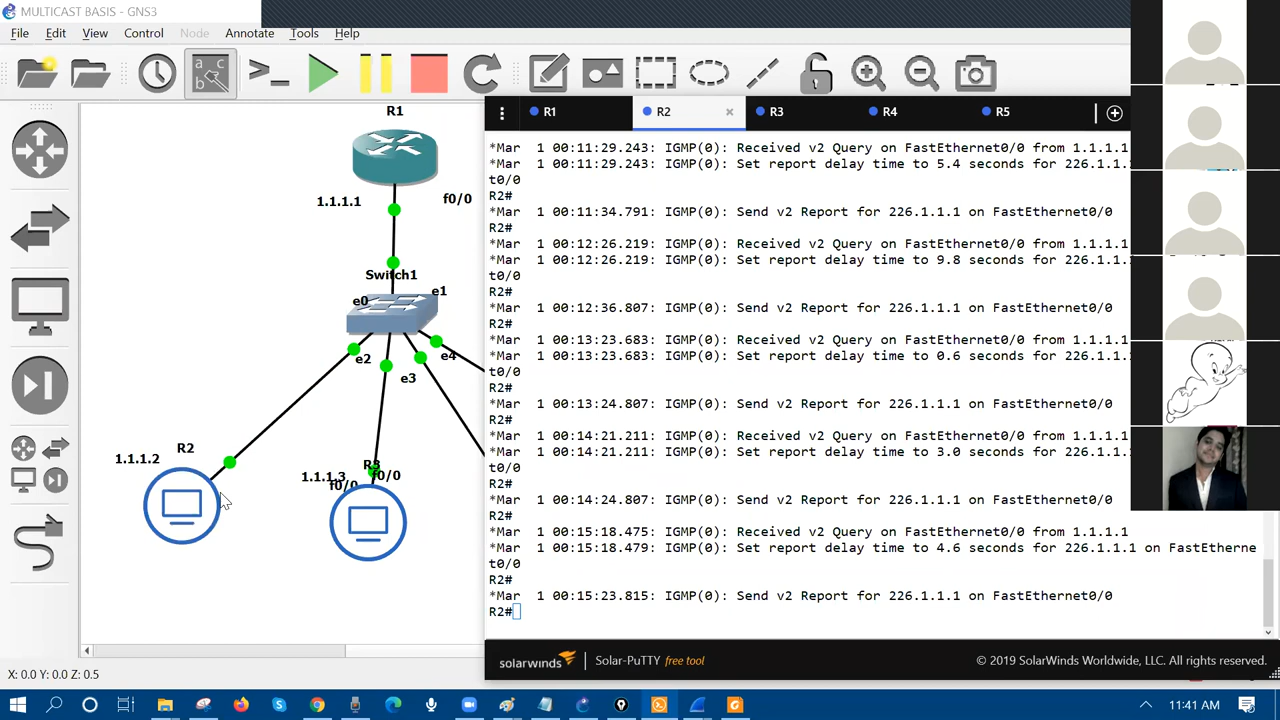 MULTICAST BASIS - GNS3
File Edit View Control Node Annotate Tools Help
R1
1.1.1.1
f0/0
Switch1
e0
e1
e2
e4
e3
R2
1.1.1.2
R3
1.1.1.3
f0/0
f0/0
X: 0.0 Y: 0.0 Z: 0.5
R1 R2 × R3 R4 R5
*Mar 1 00:11:29.243: IGMP(0): Received v2 Query on FastEthernet0/0 from 1.1.1.1
*Mar 1 00:11:29.243: IGMP(0): Set report delay time to 5.4 seconds for 226.1.1.
t0/0
R2#
*Mar 1 00:11:34.791: IGMP(0): Send v2 Report for 226.1.1.1 on FastEthernet0/0
R2#
*Mar 1 00:12:26.219: IGMP(0): Received v2 Query on FastEthernet0/0 from 1.1.1.1
*Mar 1 00:12:26.219: IGMP(0): Set report delay time to 9.8 seconds for 226.1.1.
t0/0
R2#
*Mar 1 00:12:36.807: IGMP(0): Send v2 Report for 226.1.1.1 on FastEthernet0/0
R2#
*Mar 1 00:13:23.683: IGMP(0): Received v2 Query on FastEthernet0/0 from 1.1.1.1
*Mar 1 00:13:23.683: IGMP(0): Set report delay time to 0.6 seconds for 226.1.1.
t0/0
R2#
*Mar 1 00:13:24.807: IGMP(0): Send v2 Report for 226.1.1.1 on FastEthernet0/0
R2#
*Mar 1 00:14:21.211: IGMP(0): Received v2 Query on FastEthernet0/0 from 1.1.1.1
*Mar 1 00:14:21.211: IGMP(0): Set report delay time to 3.0 seconds for 226.1.1.
t0/0
R2#
*Mar 1 00:14:24.807: IGMP(0): Send v2 Report for 226.1.1.1 on FastEthernet0/0
R2#
*Mar 1 00:15:18.475: IGMP(0): Received v2 Query on FastEthernet0/0 from 1.1.1.1
*Mar 1 00:15:18.479: IGMP(0): Set report delay time to 4.6 seconds for 226.1.1.1 on FastEtherne
t0/0
R2#
*Mar 1 00:15:23.815: IGMP(0): Send v2 Report for 226.1.1.1 on FastEthernet0/0
R2#
solarwinds Solar-PuTTY free tool © 2019 SolarWinds Worldwide, LLC. All rights reserved.
11:41 AM